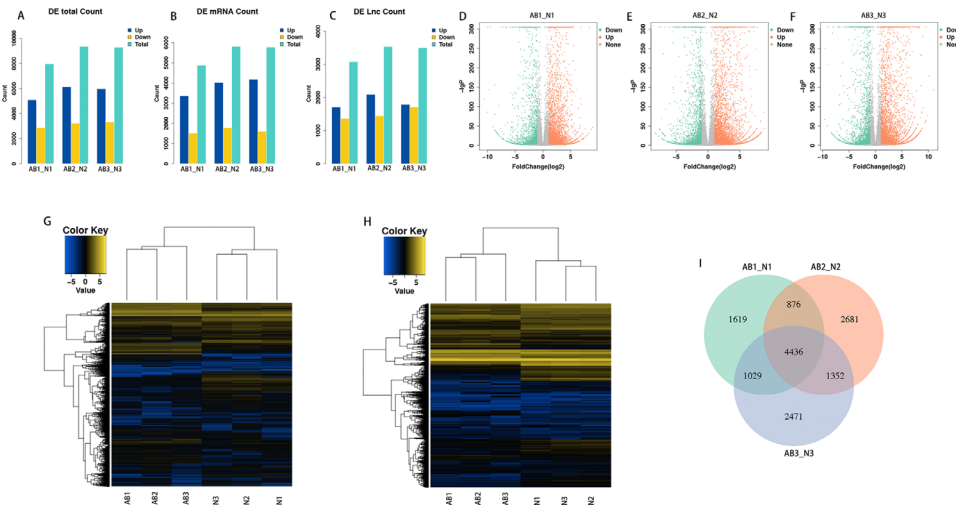 A
DE total Count
Up
Down
Total
Count
0
2000
4000
6000
8000
10000
AB1_N1
AB2_N2
AB3_N3
B
DE mRNA Count
Up
Down
Total
Count
0
1000
2000
3000
4000
5000
6000
AB1_N1
AB2_N2
AB3_N3
C
DE Lnc Count
Up
Down
Total
Count
0
1000
2000
3000
4000
AB1_N1
AB2_N2
AB3_N3
D
AB1_N1
Down
Up
None
-lgP
0
50
100
150
200
250
300
-10
-5
0
5
FoldChange(log2)
E
AB2_N2
Down
Up
None
-lgP
0
50
100
150
200
250
300
-5
0
5
FoldChange(log2)
F
AB3_N3
Up
None
-lgP
0
50
100
150
200
250
300
-10
-5
0
5
10
FoldChange(log2)
G
Color Key
-5 0 5
Value
AB1
AB2
AB3
N3
N2
N1
H
Color Key
-5 0 5
Value
AB1
AB2
AB3
N1
N3
N2
I
AB1_N1
AB2_N2
876
1619
2681
4436
1029
1352
2471
AB3_N3